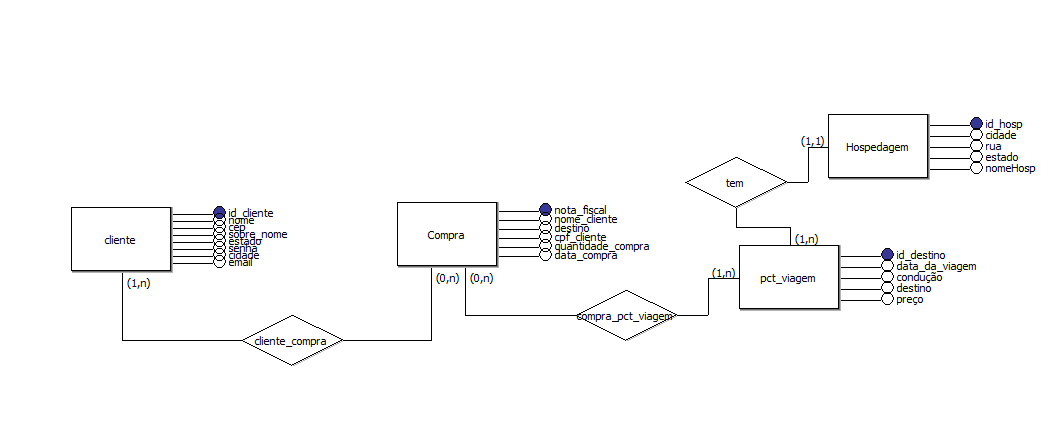 cliente
id_cliente
nome
cep
sobre_nome
estado
senha
cidade
email
(1,n)
cliente_compra
Compra
nota_fiscal
nome_cliente
destino
cpf_cliente
quantidade_compra
data_compra
(0,n)
(0,n)
compra_pct_viagem
(1,n)
pct_viagem
id_destino
data_da_viagem
condução
destino
preço
(1,n)
tem
(1,1)
Hospedagem
id_hosp
cidade
rua
estado
nomeHosp